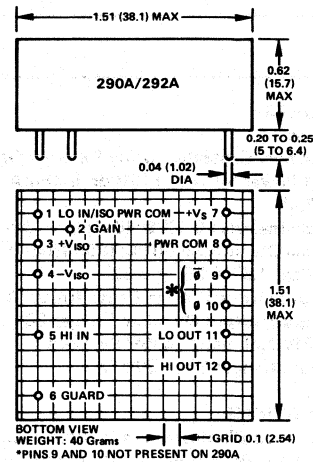 1.51 (38.1) MAX
290A/292A
0.62
(15.7)
MAX
0.20 TO 0.25
(5 TO 6.4)
0.04 (1.02)
DIA
1 LO IN/ISO PWR COM
+VS 7
2 GAIN
3 +VISO
PWR COM 8
4 -VISO
* ø̅ 9
ø 10
1.51
(38.1)
MAX
5 HI IN
LO OUT 11
HI OUT 12
6 GUARD
BOTTOM VIEW
WEIGHT: 40 Grams
GRID 0.1 (2.54)
*PINS 9 AND 10 NOT PRESENT ON 290A